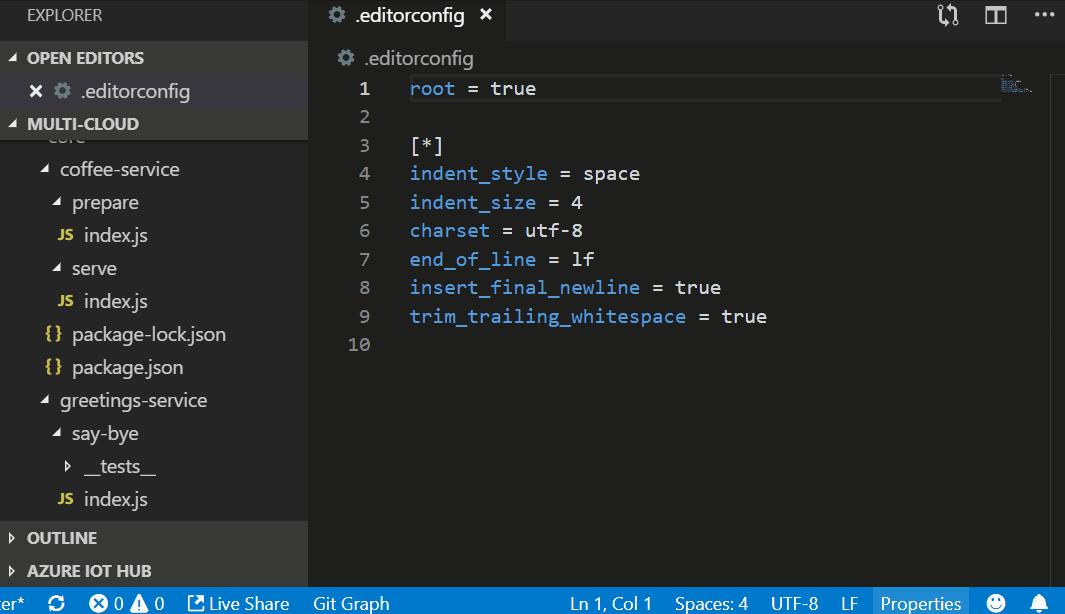 EXPLORER
OPEN EDITORS
.editorconfig
MULTI-CLOUD
core
coffee-service
prepare
JS index.js
serve
JS index.js
{} package-lock.json
{} package.json
greetings-service
say-bye
__tests__
JS index.js
OUTLINE
AZURE IOT HUB
.editorconfig
.editorconfig
1 root = true
2
3 [*]
4 indent_style = space
5 indent_size = 4
6 charset = utf-8
7 end_of_line = lf
8 insert_final_newline = true
9 trim_trailing_whitespace = true
10
er* 0 0 Live Share Git Graph Ln 1, Col 1 Spaces: 4 UTF-8 LF Properties